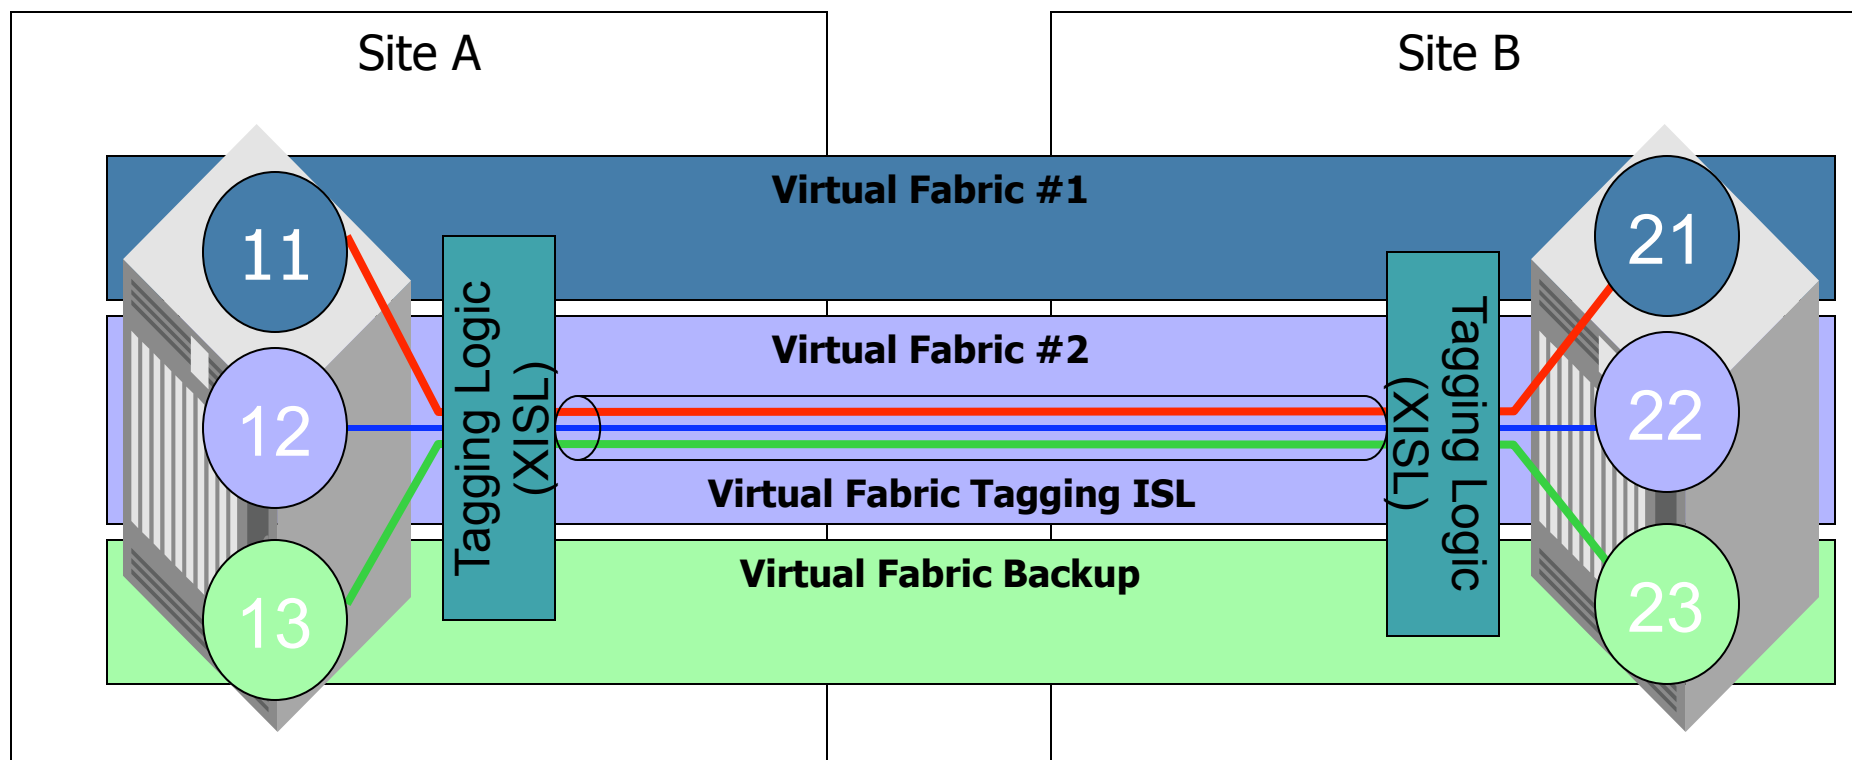 Site A
Site B
Virtual Fabric #1
11
21
Virtual Fabric #2
12
22
Tagging Logic
(XISL)
Tagging Logic
(XISL)
Virtual Fabric Tagging ISL
Virtual Fabric Backup
13
23